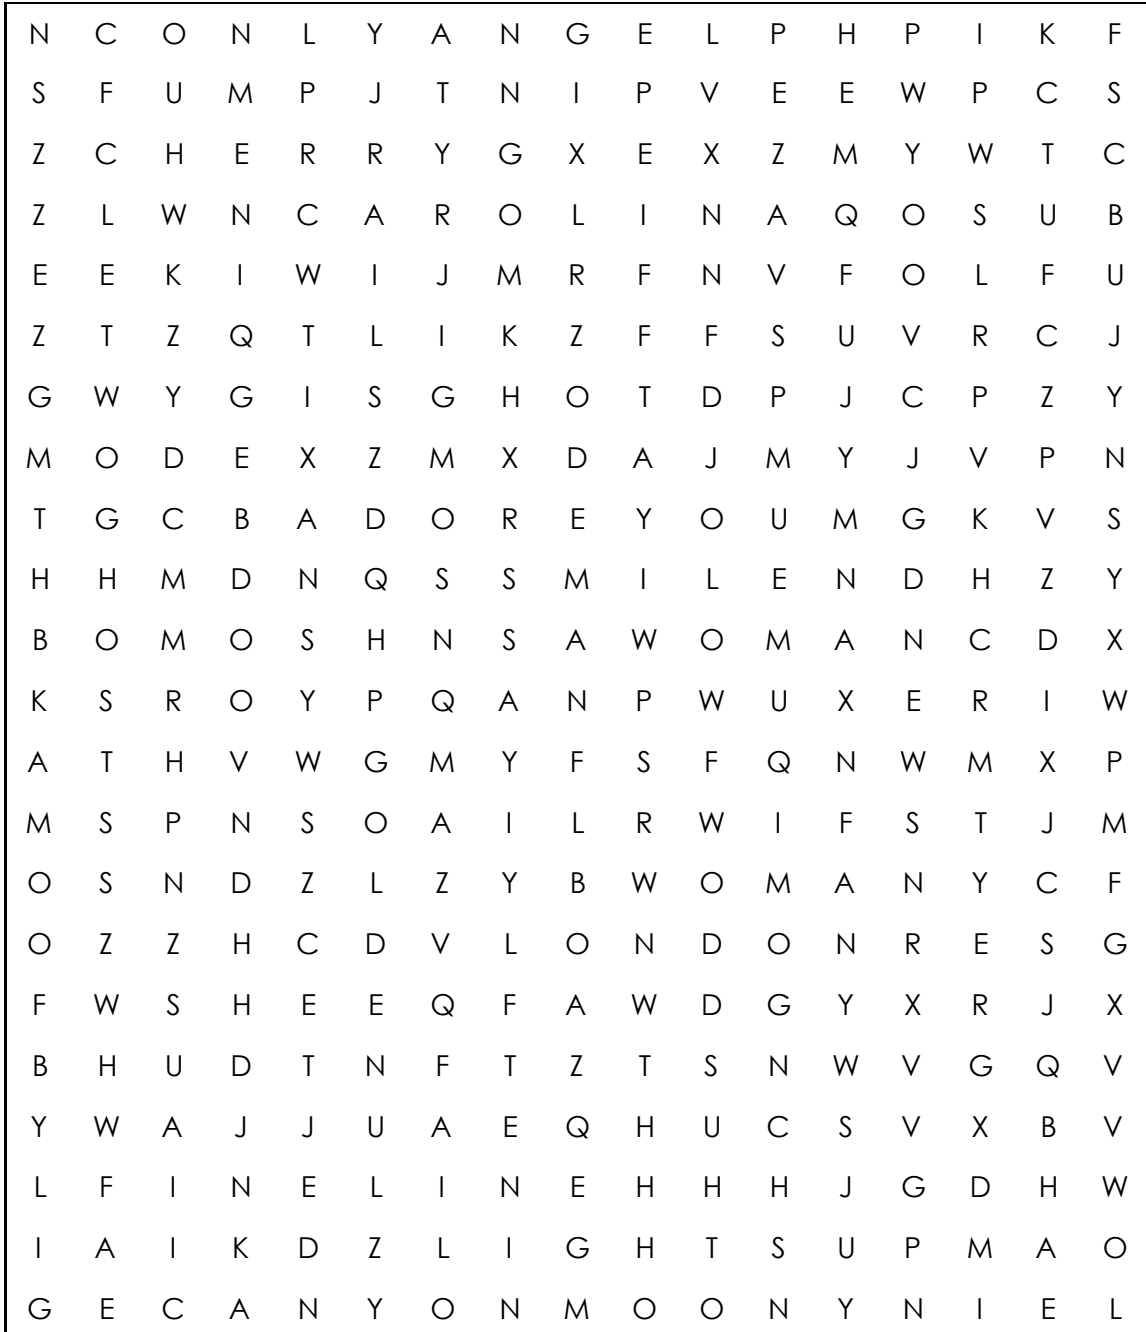 N C O N L Y A N G E L P H P I K F
S F U M P J T N I P V E E W P C S
Z C H E R R Y G X E X Z M Y W T C
Z L W N C A R O L I N A Q O S U B
E E K I W I J M R F N V F O L F U
Z T Z Q T L I K Z F F S U V R C J
G W Y G I S G H O T D P J C P Z Y
M O D E X Z M X D A J M Y J V P N
T G C B A D O R E Y O U M G K V S
H H M D N Q S S M I L E N D H Z Y
B O M O S H N S A W O M A N C D X
K S R O Y P Q A N P W U X E R I W
A T H V W G M Y F S F Q N W M X P
M S P N S O A I L R W I F S T J M
O S N D Z L Z Y B W O M A N Y C F
O Z Z H C D V L O N D O N R E S G
F W S H E E Q F A W D G Y X R J X
B H U D T N F T Z T S N W V G Q V
Y W A J J U A E Q H U C S V X B V
L F I N E L I N E H H H J G D H W
I A I K D Z L I G H T S U P M A O
G E C A N Y O N M O O N Y N I E L